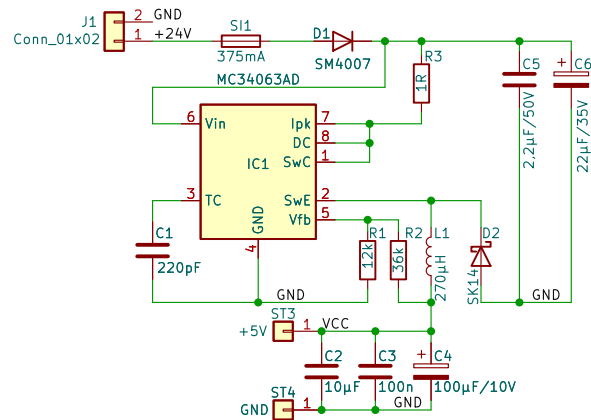 J1
2 GND
Conn_01x02 1 +24V
SI1
375mA
D1
SM4007
R3
1R
C5
2,2µF/50V
+ C6
22µF/35V
MC34063AD
6 Vin
Ipk 7
DC 8
SwC 1
IC1
3 TC
SwE 2
Vfb 5
GND
4
C1
220pF
R1
12k
R2
36k
L1
270µH
D2
SK14
GND
GND
ST3
+5V 1 VCC
C2
10µF
C3
100n
+ C4
100µF/10V
ST4
GND 1
GND